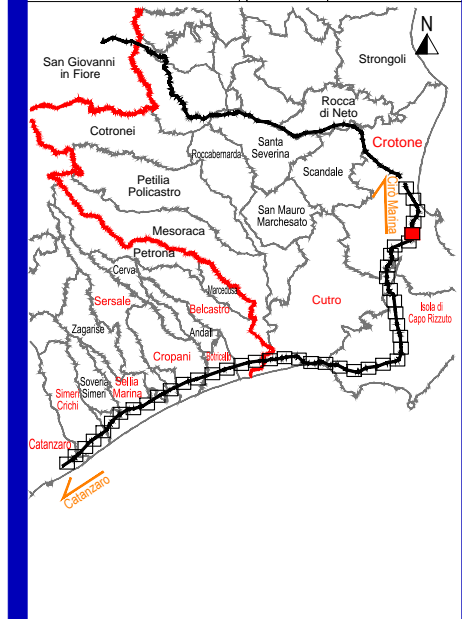 N
Strongoli
San Giovanni
in Fiore
Rocca
di Neto
Cotronei
Crotone
Santa
Severina
Roccabernarda
Scandale
Petilia
Policastro
Cirò Marina
San Mauro
Marchesato
Mesoraca
Petrona
Cerva
Marcedusa
Sersale
Belcastro
Cutro
Isola di
Capo Rizzuto
Zagarise
Andali
Cropani
Botricello
Soveria
Simeri
Sellia
Marina
Simeri
Crichi
Catanzaro
Catanzaro